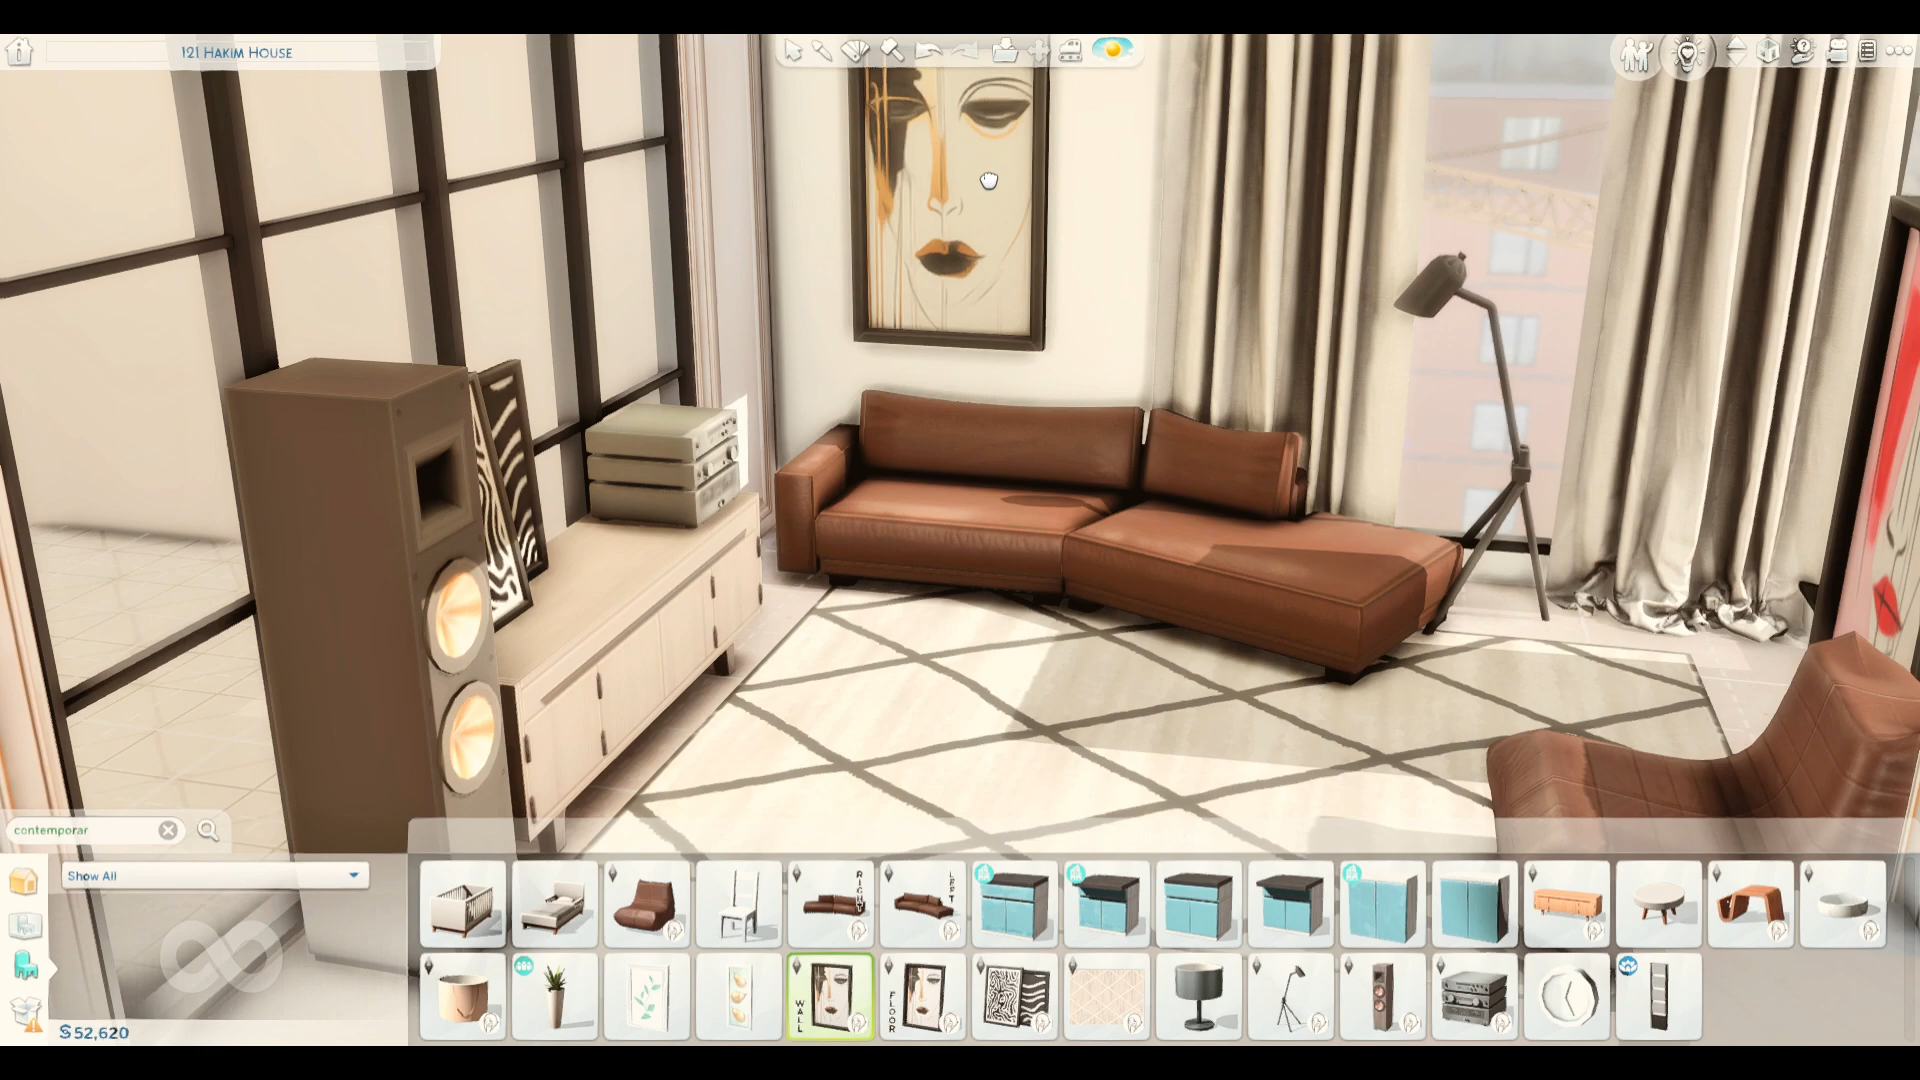 121 HAKIM HOUSE
contemporar
Show All
RIGHT
LEFT
WALL
FLOOR
§52,620